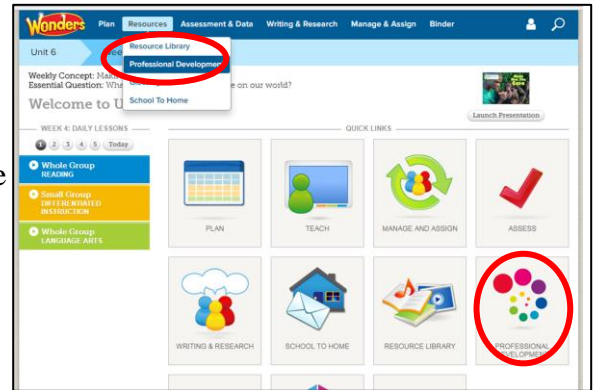 Wonders Plan Resources Assessment & Data Writing & Research Manage & Assign Binder
Unit 6
Resource Library
Professional Development
School To Home
Weekly Concept:
Essential Question: on our world?
Welcome to U
Launch Presentation
WEEK 4: DAILY LESSONS
1 2 3 4 5 Today
Whole Group
READING
Small Group
DIFFERENTIATED
INSTRUCTION
Whole Group
LANGUAGE ARTS
QUICK LINKS
PLAN
TEACH
MANAGE AND ASSIGN
ASSESS
WRITING & RESEARCH
SCHOOL TO HOME
RESOURCE LIBRARY
PROFESSIONAL
DEVELOPMENT
e